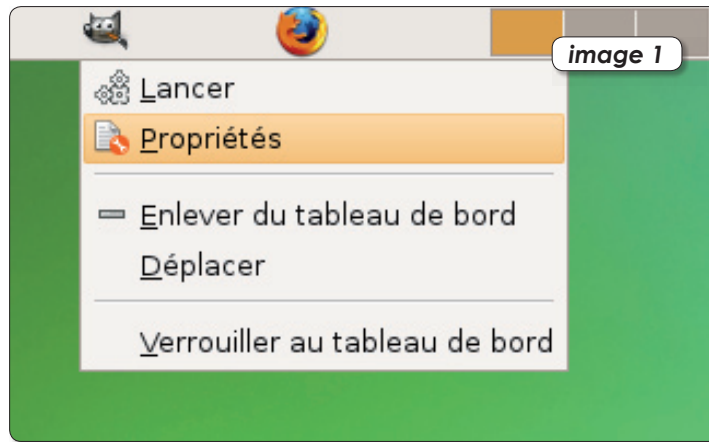 image 1
Lancer
Propriétés
Enlever du tableau de bord
Déplacer
Verrouiller au tableau de bord